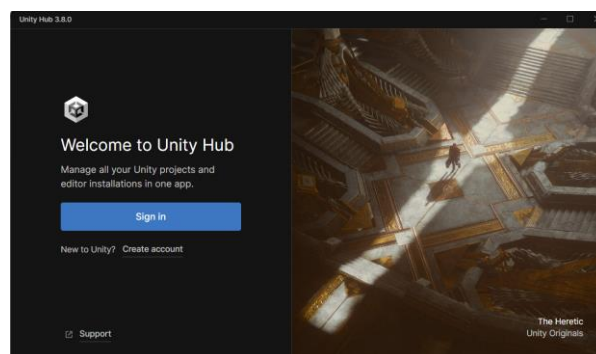 Unity Hub 3.8.0
Welcome to Unity Hub
Manage all your Unity projects and
editor installations in one app.
Sign in
New to Unity? Create account
Support
The Heretic
Unity Originals